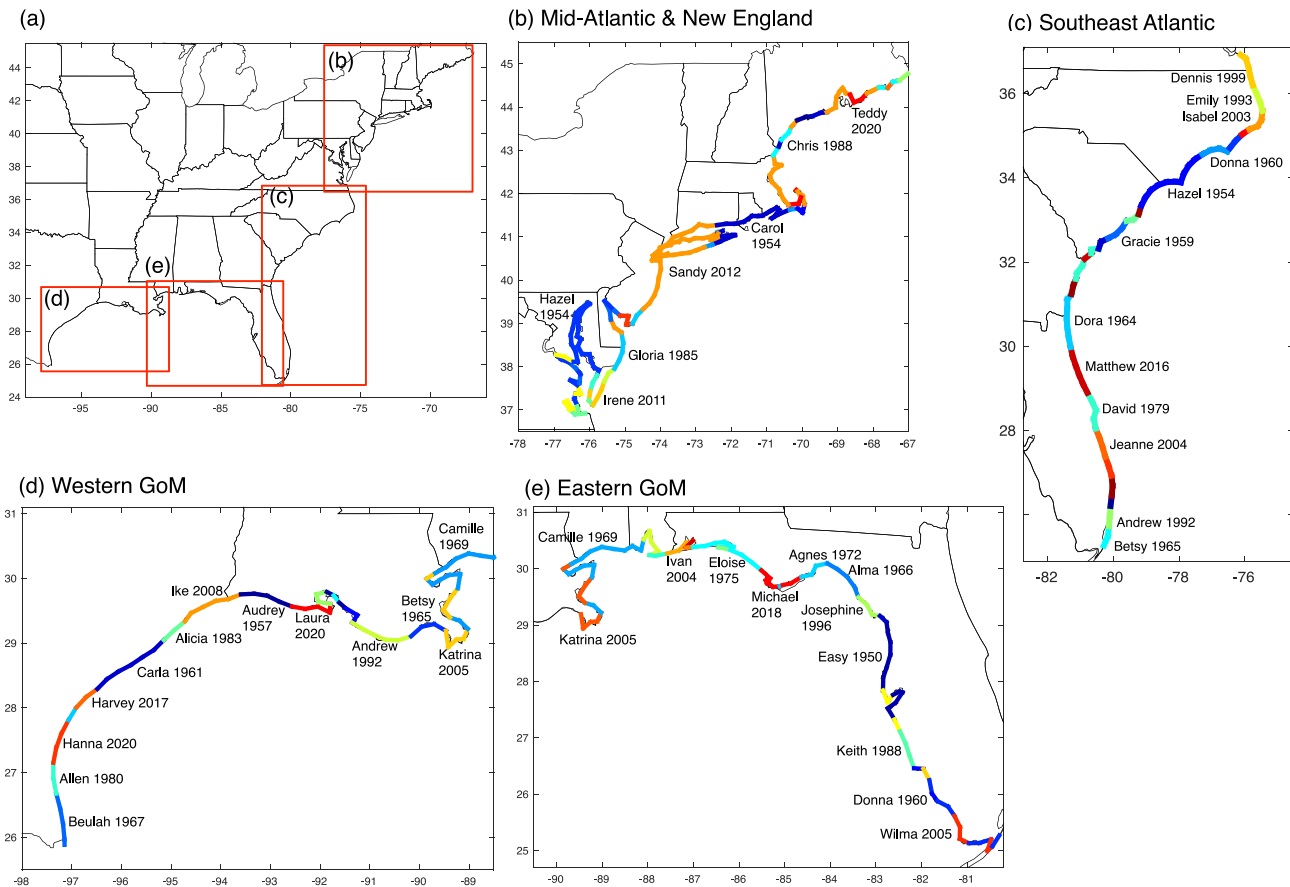 (a)
(b)
(c)
(e)
(d)
44
42
40
38
36
34
32
30
28
26
24
-95
-90
-85
-80
-75
-70
(b) Mid-Atlantic & New England
45
44
43
42
41
40
39
38
37
Teddy
2020
Chris 1988
Carol
1954
Sandy 2012
Hazel
1954
Gloria 1985
Irene 2011
-78
-77
-76
-75
-74
-73
-72
-71
-70
-69
-68
-67
(c) Southeast Atlantic
36
34
32
30
28
Dennis 1999
Emily 1993
Isabel 2003
Donna 1960
Hazel 1954
Gracie 1959
Dora 1964
Matthew 2016
David 1979
Jeanne 2004
Andrew 1992
Betsy 1965
-82
-80
-78
-76
(d) Western GoM
31
30
29
28
27
26
Camille
1969
Ike 2008
Audrey
1957
Laura
2020
Betsy
1965
Alicia 1983
Andrew
1992
Katrina
2005
Carla 1961
Harvey 2017
Hanna 2020
Allen 1980
Beulah 1967
-98
-97
-96
-95
-94
-93
-92
-91
-90
-89
(e) Eastern GoM
31
30
29
28
27
26
25
Camille 1969
Ivan
2004
Eloise
1975
Agnes 1972
Alma 1966
Michael
2018
Josephine
1996
Katrina 2005
Easy 1950
Keith 1988
Donna 1960
Wilma 2005
-90
-89
-88
-87
-86
-85
-84
-83
-82
-81